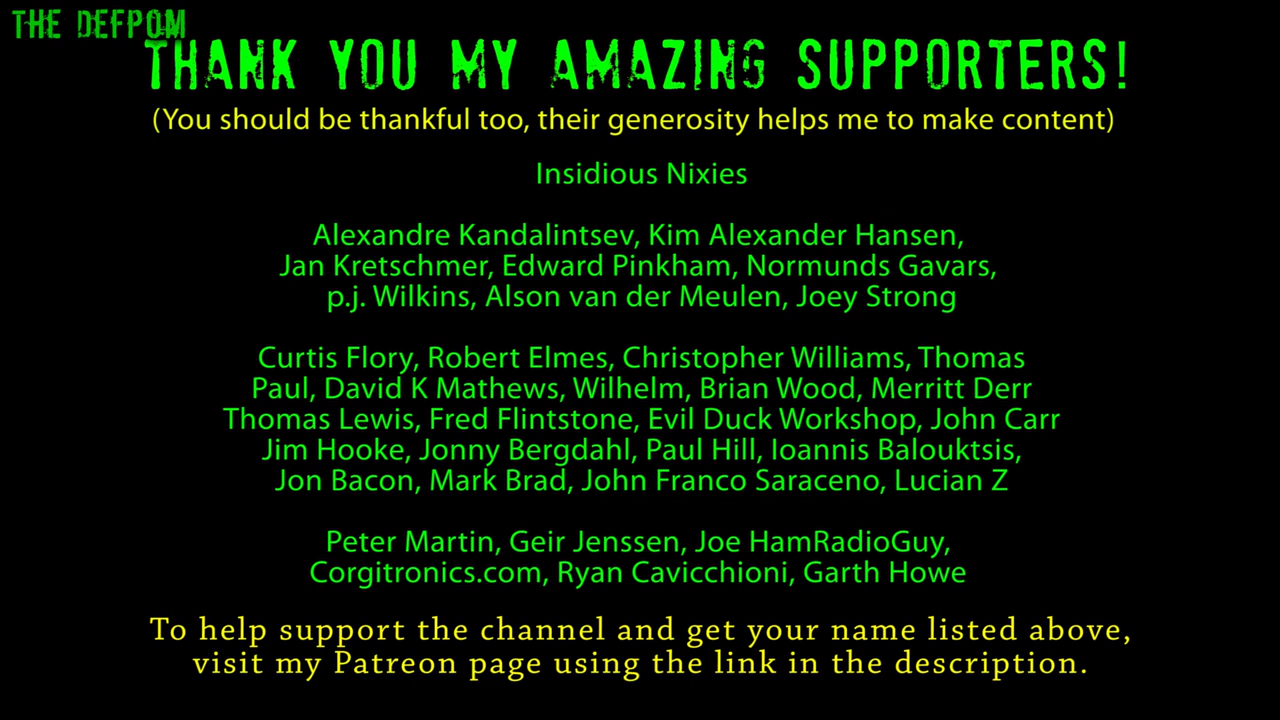 THE DEFPOM
THANK YOU MY AMAZING SUPPORTERS!
(You should be thankful too, their generosity helps me to make content)
Insidious Nixies
Alexandre Kandalintsev, Kim Alexander Hansen,
Jan Kretschmer, Edward Pinkham, Normunds Gavars,
p.j. Wilkins, Alson van der Meulen, Joey Strong
Curtis Flory, Robert Elmes, Christopher Williams, Thomas
Paul, David K Mathews, Wilhelm, Brian Wood, Merritt Derr
Thomas Lewis, Fred Flintstone, Evil Duck Workshop, John Carr
Jim Hooke, Jonny Bergdahl, Paul Hill, Ioannis Balouktsis,
Jon Bacon, Mark Brad, John Franco Saraceno, Lucian Z
Peter Martin, Geir Jenssen, Joe HamRadioGuy,
Corgitronics.com, Ryan Cavicchioni, Garth Howe
To help support the channel and get your name listed above,
visit my Patreon page using the link in the description.